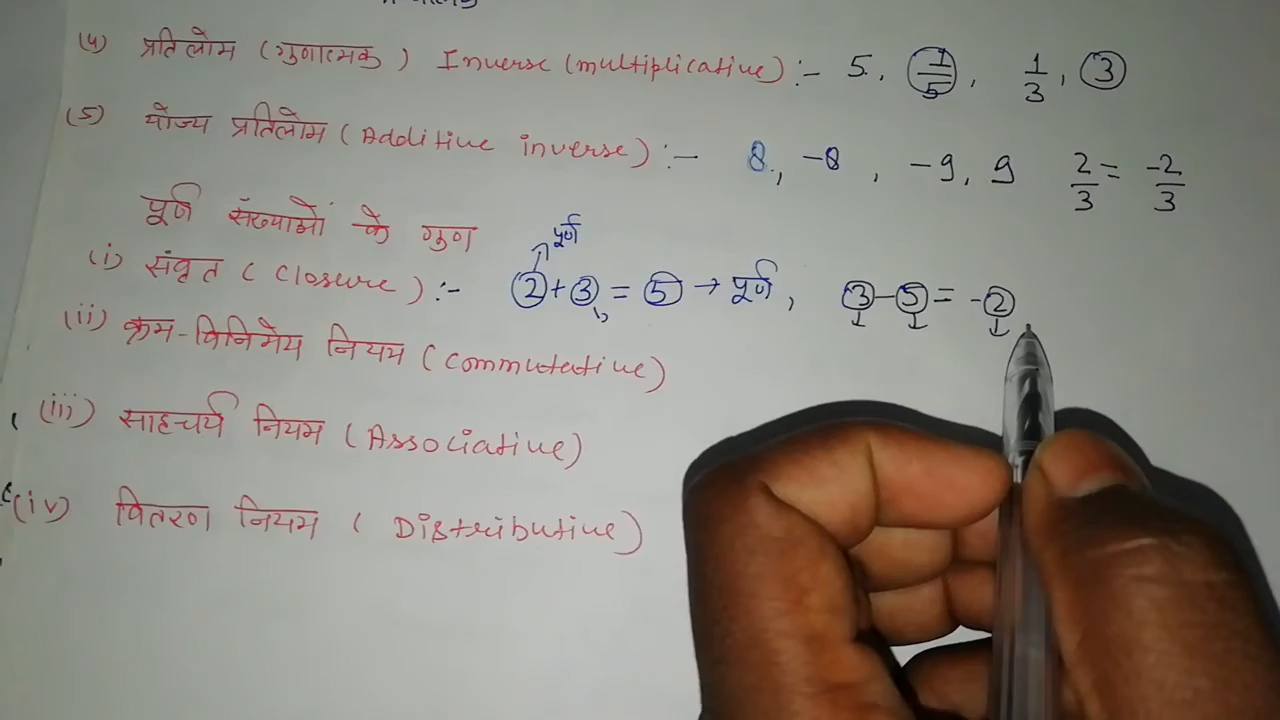 (4) प्रतिलोम (गुणात्मक) Inverse (multiplicative) :- 5, 1/5, 1/3, 3
(5) योज्य प्रतिलोम (Additive inverse) :- 8, -8, -9, 9 2/3 = -2/3
पूर्ण संख्याओं के गुण
पूर्ण
(i) संवृत (Closure) :- 2 + 3 = 5 → पूर्ण, 3 - 5 = -2
(ii) क्रम-विनिमेय नियम (Commutative)
(iii) साहचर्य नियम (Associative)
(iv) वितरण नियम (Distributive)